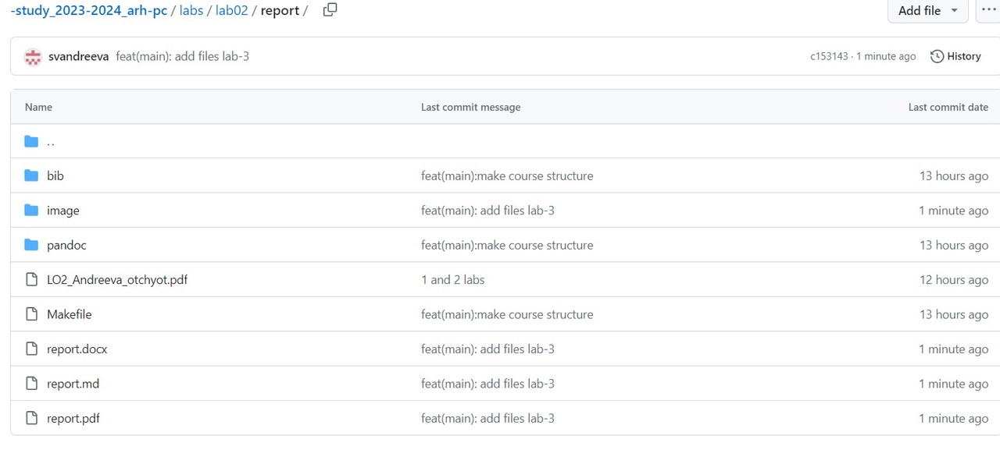 -study_2023-2024_arh-pc / labs / lab02 / report /
Add file
svandreeva feat(main): add files lab-3 c153143 · 1 minute ago History
Name Last commit message Last commit date
..
bib feat(main):make course structure 13 hours ago
image feat(main): add files lab-3 1 minute ago
pandoc feat(main):make course structure 13 hours ago
LO2_Andreeva_otchyot.pdf 1 and 2 labs 12 hours ago
Makefile feat(main):make course structure 13 hours ago
report.docx feat(main): add files lab-3 1 minute ago
report.md feat(main): add files lab-3 1 minute ago
report.pdf feat(main): add files lab-3 1 minute ago